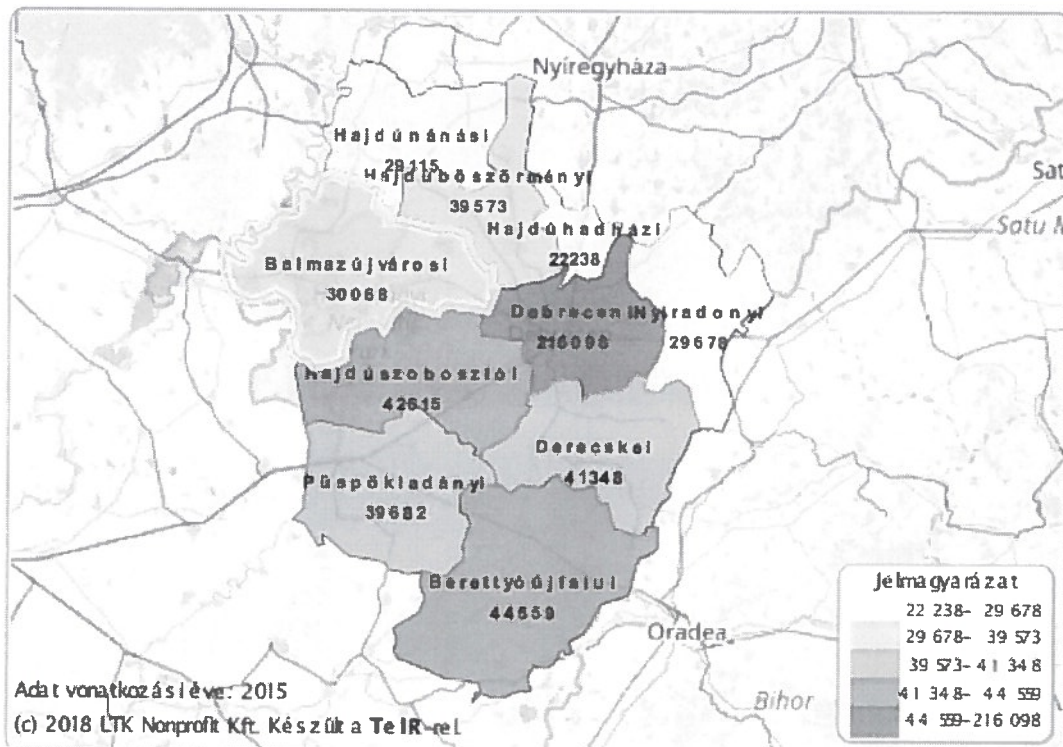 Nyíregyháza
Hajdúnánási
29115
Hajdúböszörményi
39573
Sat
Satu M
Hajdúhadházi
22238
Balmazújvárosi
30068
Debreceni
216098
Nyíradonyi
29678
Hajdúszoboszlói
42615
Derecskei
41348
Püspökladányi
39682
Berettyóújfalui
44559
Oradea
Bihor
Jelmagyarázat
22 238- 29 678
29 678- 39 573
39 573- 41 348
41 348- 44 559
44 559-216 098
Adat vonatkozási éve: 2015
(c) 2018 LTK Nonprofit Kft. Készült a TeIR-rel